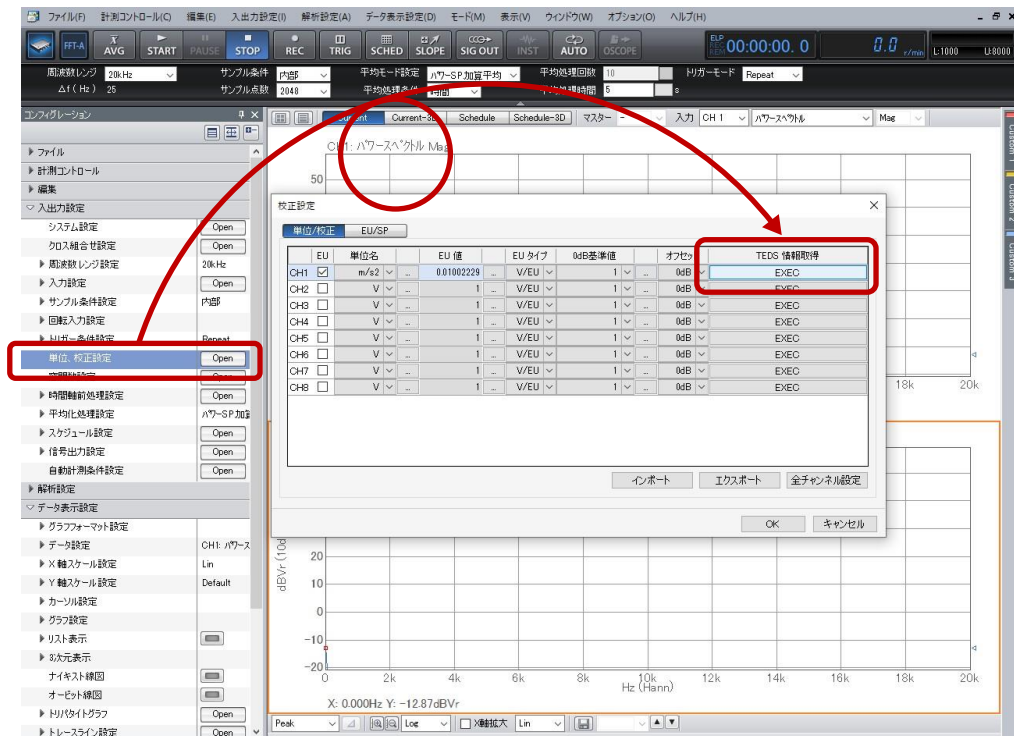 ファイル(F) 計測コントロール(C) 編集(E) 入出力設定(I) 解析設定(A) データ表示設定(D) モード(M) 表示(V) ウィンドウ(W) オプション(O) ヘルプ(H)
FFT-A AVG START PAUSE STOP REC TRIG SCHED SLOPE SIG OUT INST AUTO OSCOPE ELP REC REM 00:00:00. 0 0.0 r/min L:1000 U:8000
周波数レンジ 20kHz サンプル条件 内部 平均モード設定 パワーSP加算平均 平均処理回数 10 トリガーモード Repeat
Δf ( Hz ) 25 サンプル点数 2048 平均処理条件 時間 平均処理時間 5 s
コンフィグレーション
Current Current-3D Schedule Schedule-3D マスター - 入力 CH 1 パワースペクトル Mag
Custom 1
Custom 2
Custom 3
CH1: パワースペクトル Mag
50
18k 20k
ファイル
計測コントロール
編集
入出力設定
システム設定 Open
クロス組合せ設定 Open
周波数レンジ設定 20kHz
入力設定 Open
サンプル条件設定 内部
回転入力設定
トリガー条件設定 Repeat
単位、校正設定 Open
Open
時間軸前処理設定 Open
平均化処理設定 パワーSP加算
スケジュール設定 Open
信号出力設定 Open
自動計測条件設定 Open
解析設定
データ表示設定
グラフフォーマット設定
データ設定 CH1: パワース
X 軸スケール設定 Lin
Y 軸スケール設定 Default
カーソル設定
グラフ設定
リスト表示
3次元表示
ナイキスト線図
オービット線図
トリパタイトグラフ Open
トレースライン設定 Open
校正設定
単位/校正 EU/SP
EU 単位名 EU 値 EU タイプ 0dB基準値 オフセット TEDS 情報取得
CH1 m/s2 ... 0.01002229 ... V/EU 1 ... 0dB EXEC
CH2 V ... 1 ... V/EU 1 ... 0dB EXEC
CH3 V ... 1 ... V/EU 1 ... 0dB EXEC
CH4 V ... 1 ... V/EU 1 ... 0dB EXEC
CH5 V ... 1 ... V/EU 1 ... 0dB EXEC
CH6 V ... 1 ... V/EU 1 ... 0dB EXEC
CH7 V ... 1 ... V/EU 1 ... 0dB EXEC
CH8 V ... 1 ... V/EU 1 ... 0dB EXEC
インポート エクスポート 全チャンネル設定
OK キャンセル
dBVr (10d
20
10
0
-10
-20
0 2k 4k 6k 8k 10k 12k 14k 16k 18k 20k
Hz (Hann)
X: 0.000Hz Y: -12.87dBVr
Peak Log X軸拡大 Lin